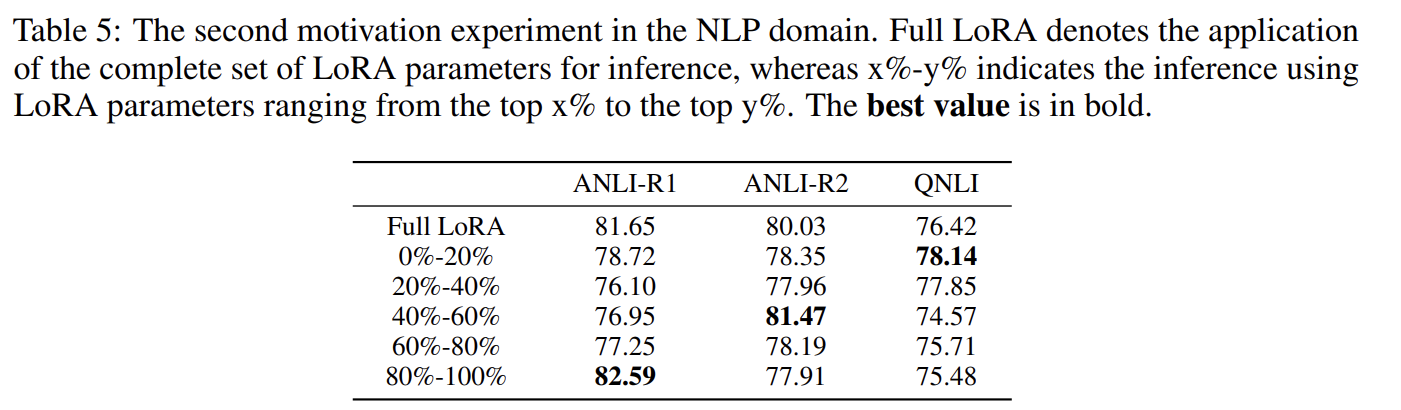 Table 5: The second motivation experiment in the NLP domain. Full LoRA denotes the application
of the complete set of LoRA parameters for inference, whereas x%-y% indicates the inference using
LoRA parameters ranging from the top x% to the top y%. The best value is in bold.
ANLI-R1 ANLI-R2 QNLI
Full LoRA 81.65 80.03 76.42
0%-20% 78.72 78.35 78.14
20%-40% 76.10 77.96 77.85
40%-60% 76.95 81.47 74.57
60%-80% 77.25 78.19 75.71
80%-100% 82.59 77.91 75.48